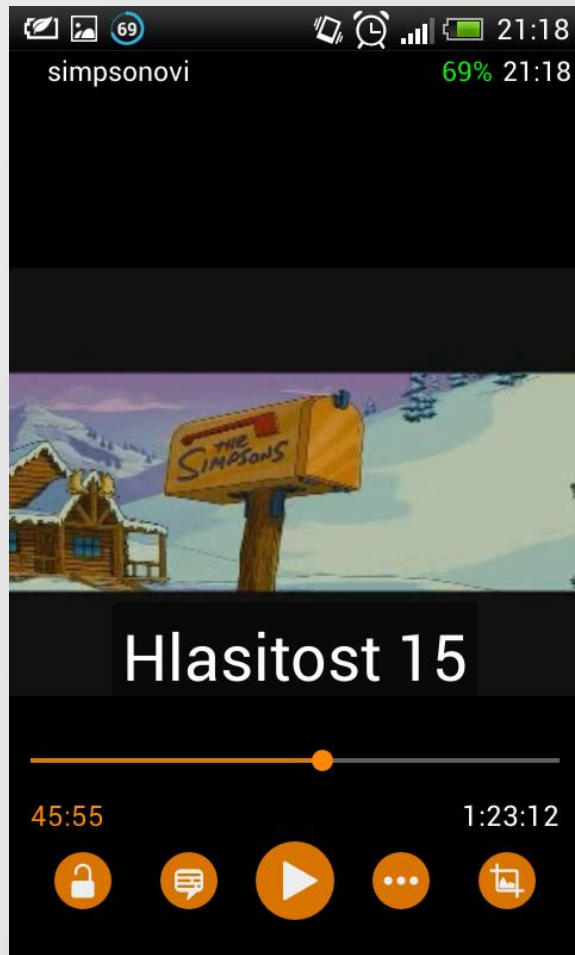 69
21:18
simpsonovi
69% 21:18
THE
SIMPSONS
Hlasitost 15
45:55
1:23:12